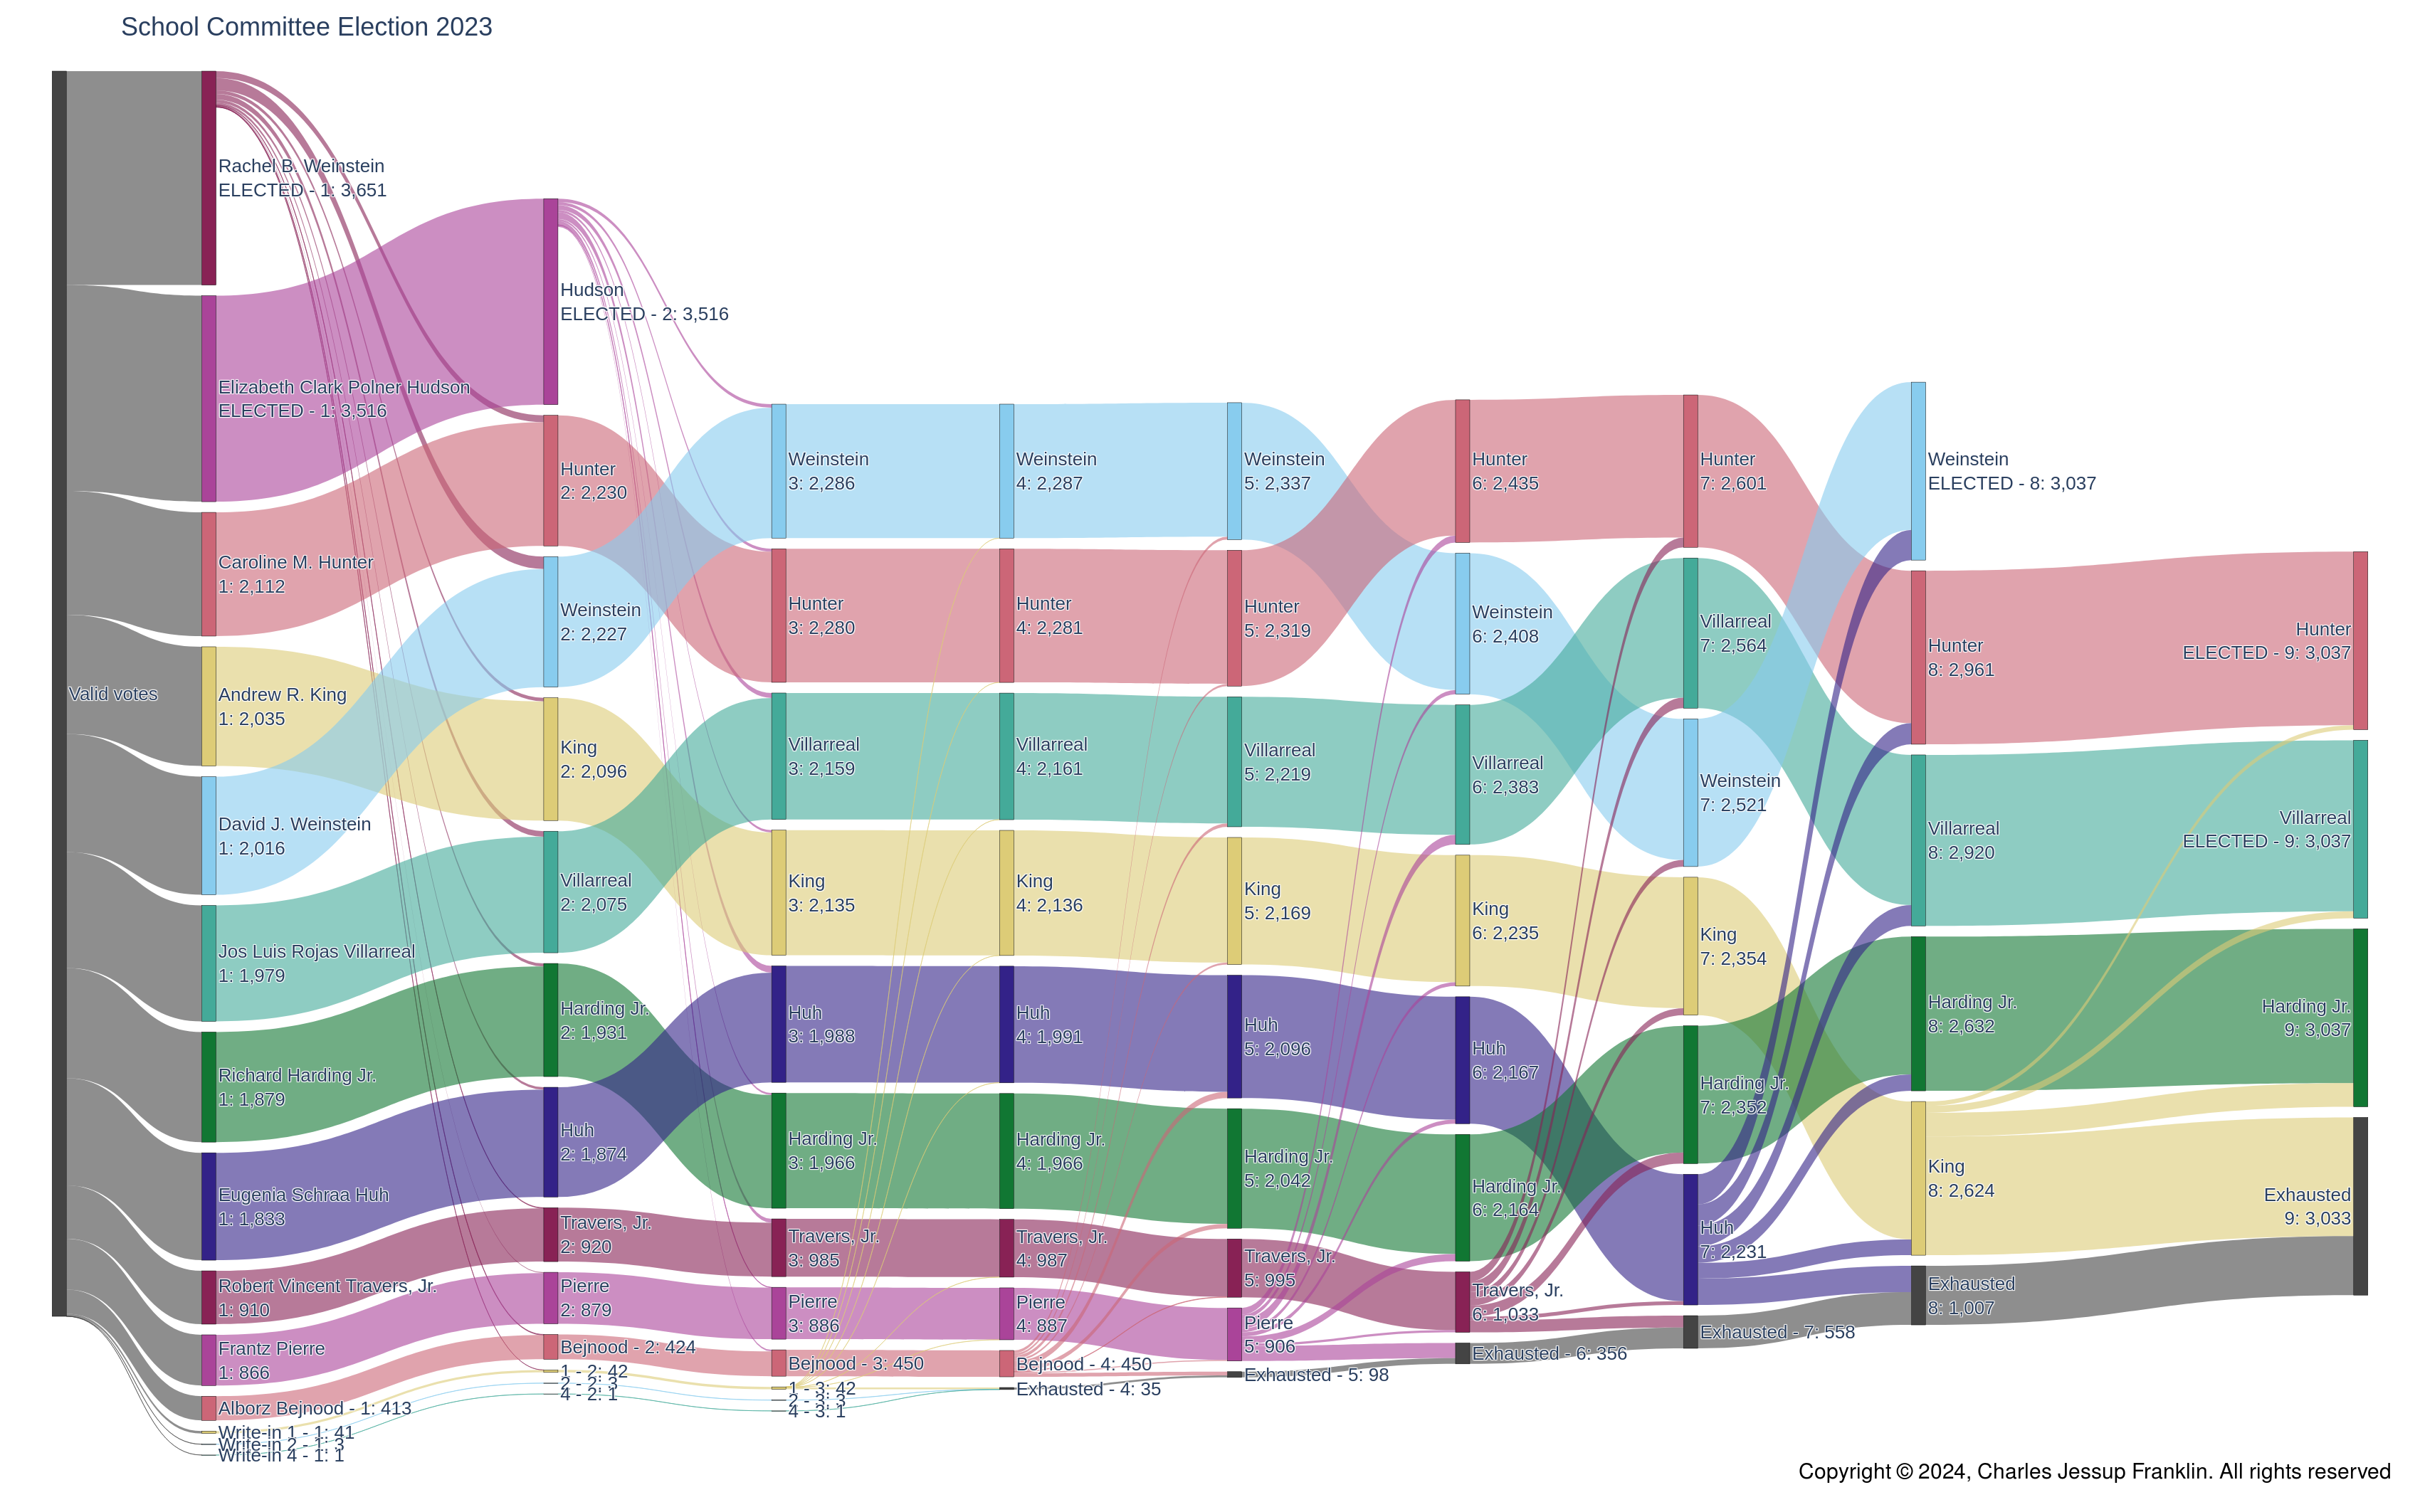 School Committee Election 2023
Valid votes
Rachel B. Weinstein
ELECTED - 1: 3,651
Elizabeth Clark Polner Hudson
ELECTED - 1: 3,516
Caroline M. Hunter
1: 2,112
Andrew R. King
1: 2,035
David J. Weinstein
1: 2,016
Jos Luis Rojas Villarreal
1: 1,979
Richard Harding Jr.
1: 1,879
Eugenia Schraa Huh
1: 1,833
Robert Vincent Travers, Jr.
1: 910
Frantz Pierre
1: 866
Alborz Bejnood - 1: 413
Write-in 1 - 1: 41
Write-in 2 - 1: 3
Write-in 4 - 1: 1
Hudson
ELECTED - 2: 3,516
Hunter
2: 2,230
Weinstein
2: 2,227
King
2: 2,096
Villarreal
2: 2,075
Harding Jr.
2: 1,931
Huh
2: 1,874
Travers, Jr.
2: 920
Pierre
2: 879
Bejnood - 2: 424
1 - 2: 42
2 - 2: 3
4 - 2: 1
Weinstein
3: 2,286
Hunter
3: 2,280
Villarreal
3: 2,159
King
3: 2,135
Huh
3: 1,988
Harding Jr.
3: 1,966
Travers, Jr.
3: 985
Pierre
3: 886
Bejnood - 3: 450
1 - 3: 42
2 - 3: 3
4 - 3: 1
Weinstein
4: 2,287
Hunter
4: 2,281
Villarreal
4: 2,161
King
4: 2,136
Huh
4: 1,991
Harding Jr.
4: 1,966
Travers, Jr.
4: 987
Pierre
4: 887
Bejnood - 4: 450
Exhausted - 4: 35
Weinstein
5: 2,337
Hunter
5: 2,319
Villarreal
5: 2,219
King
5: 2,169
Huh
5: 2,096
Harding Jr.
5: 2,042
Travers, Jr.
5: 995
Pierre
5: 906
Exhausted - 5: 98
Hunter
6: 2,435
Weinstein
6: 2,408
Villarreal
6: 2,383
King
6: 2,235
Huh
6: 2,167
Harding Jr.
6: 2,164
Travers, Jr.
6: 1,033
Exhausted - 6: 356
Hunter
7: 2,601
Villarreal
7: 2,564
Weinstein
7: 2,521
King
7: 2,354
Harding Jr.
7: 2,352
Huh
7: 2,231
Exhausted - 7: 558
Weinstein
ELECTED - 8: 3,037
Hunter
8: 2,961
Villarreal
8: 2,920
Harding Jr.
8: 2,632
King
8: 2,624
Exhausted
8: 1,007
Hunter
ELECTED - 9: 3,037
Villarreal
ELECTED - 9: 3,037
Harding Jr.
9: 3,037
Exhausted
9: 3,033
Copyright © 2024, Charles Jessup Franklin. All rights reserved